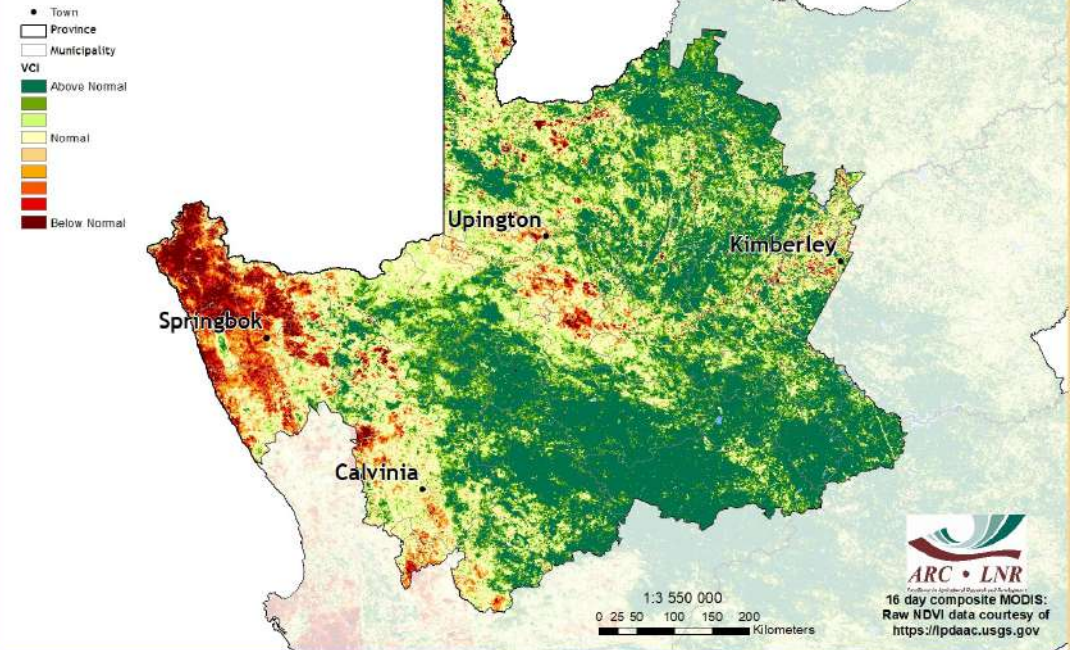 Town
Province
Municipality
VCI
Above Normal
Normal
Below Normal
Upington
Kimberley
Springbok
Calvinia
ARC • LNR
1:3 550 000
0 25 50 100 150 200
Kilometers
16 day composite MODIS:
Raw NDVI data courtesy of
https://lpdaac.usgs.gov